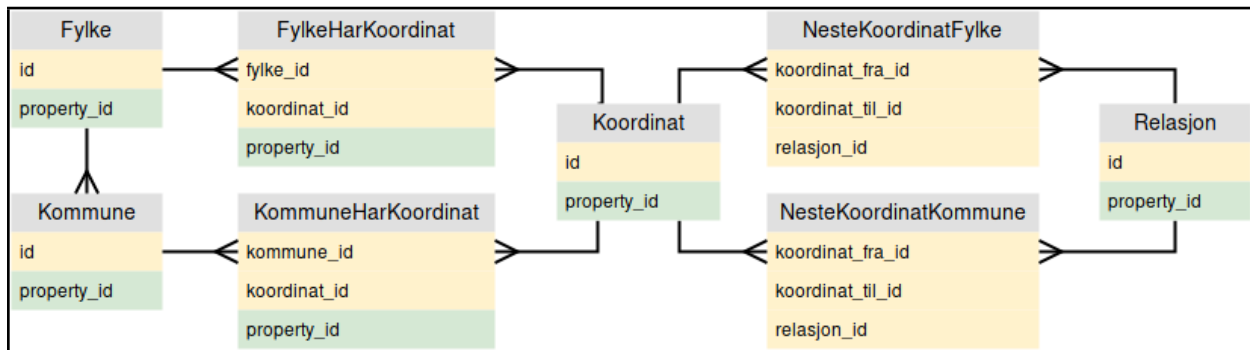 Fylke
id
property_id
FylkeHarKoordinat
fylke_id
koordinat_id
property_id
Koordinat
id
property_id
NesteKoordinatFylke
koordinat_fra_id
koordinat_til_id
relasjon_id
Relasjon
id
property_id
Kommune
id
property_id
KommuneHarKoordinat
kommune_id
koordinat_id
property_id
NesteKoordinatKommune
koordinat_fra_id
koordinat_til_id
relasjon_id